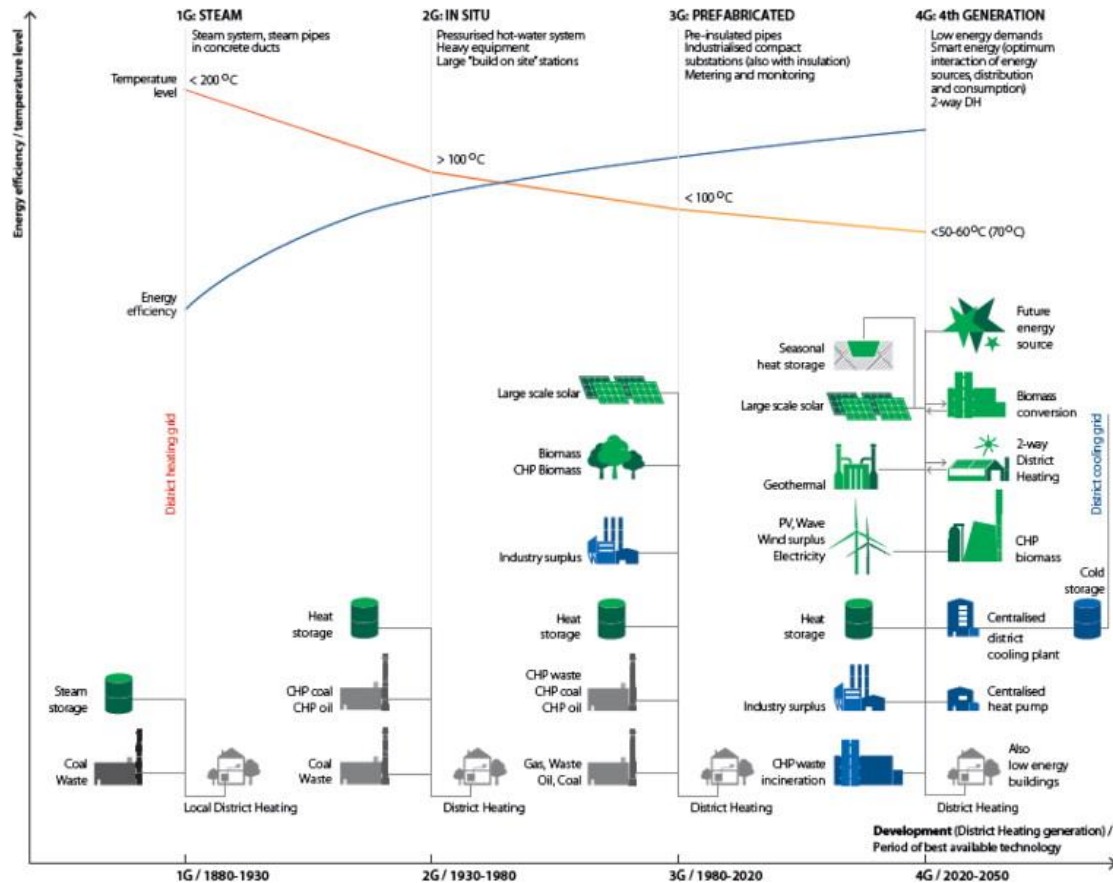 1G: STEAM
Steam system, steam pipes
in concrete ducts
2G: IN SITU
Pressurised hot-water system
Heavy equipment
Large "build on site" stations
3G: PREFABRICATED
Pre-insulated pipes
Industrialised compact
substations (also with insulation)
Metering and monitoring
4G: 4th GENERATION
Low energy demands
Smart energy (optimum
interaction of energy
sources, distribution
and consumption)
2-way DH
Energy efficiency / temperature level
Temperature
level
< 200 °C
> 100 °C
< 100 °C
<50-60°C (70°C)
Energy
efficiency
District heating grid
Steam
storage
Coal
Waste
Local District Heating
Heat
storage
CHP coal
CHP oil
Coal
Waste
District Heating
Large scale solar
Biomass
CHP Biomass
Industry surplus
Heat
storage
CHP waste
CHP coal
CHP oil
Gas, Waste
Oil, Coal
District Heating
Seasonal
heat storage
Large scale solar
Geothermal
PV, Wave
Wind surplus
Electricity
Heat
storage
Industry surplus
CHP waste
incineration
Future
energy
source
Biomass
conversion
2-way
District
Heating
CHP
biomass
Centralised
district
cooling plant
Centralised
heat pump
Also
low energy
buildings
District Heating
District cooling grid
Cold
storage
Development (District Heating generation) /
Period of best available technology
1G / 1880-1930
2G / 1930-1980
3G / 1980-2020
4G / 2020-2050